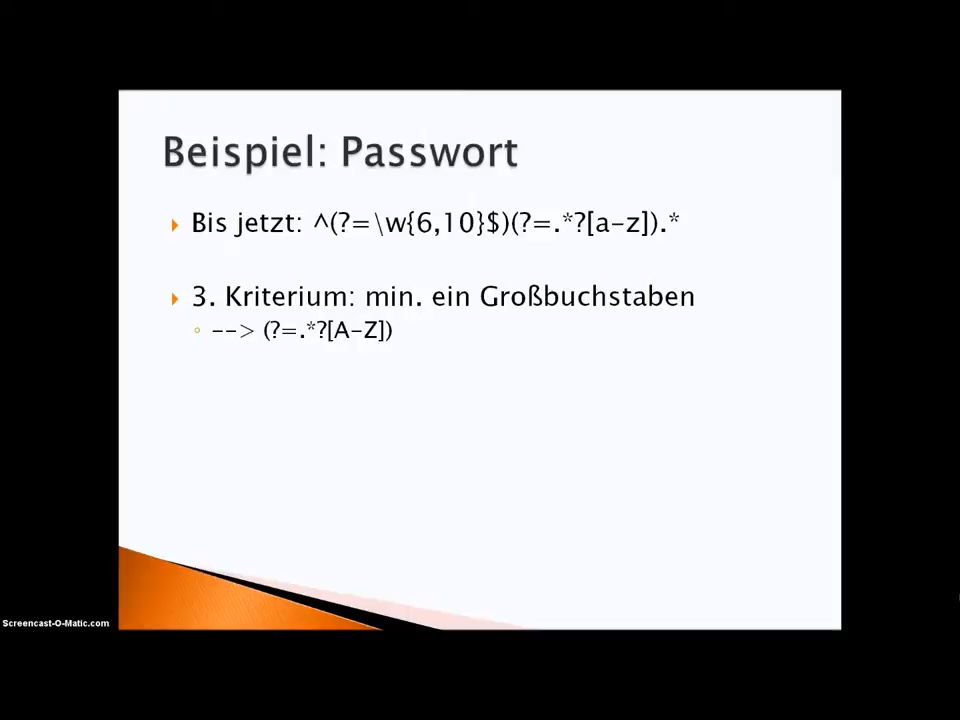 Beispiel: Passwort
Bis jetzt: ^(?=\w{6,10}$)(?=.*?[a-z]).*
3. Kriterium: min. ein Großbuchstaben
--> (?=.*?[A-Z])
Screencast-O-Matic.com